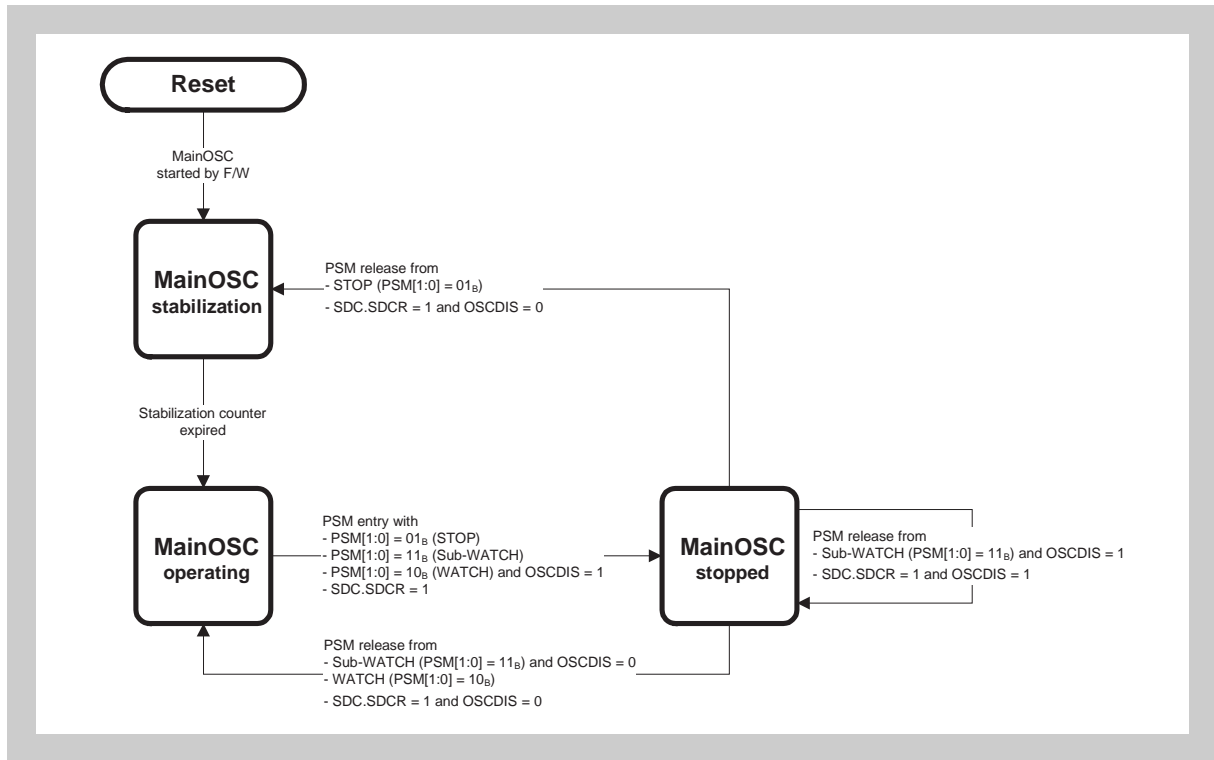 Reset
MainOSC
started by F/W
MainOSC
stabilization
PSM release from
- STOP (PSM[1:0] = 01B)
- SDC.SDCR = 1 and OSCDIS = 0
Stabilization counter
expired
MainOSC
operating
PSM entry with
- PSM[1:0] = 01B (STOP)
- PSM[1:0] = 11B (Sub-WATCH)
- PSM[1:0] = 10B (WATCH) and OSCDIS = 1
- SDC.SDCR = 1
MainOSC
stopped
PSM release from
- Sub-WATCH (PSM[1:0] = 11B) and OSCDIS = 1
- SDC.SDCR = 1 and OSCDIS = 1
PSM release from
- Sub-WATCH (PSM[1:0] = 11B) and OSCDIS = 0
- WATCH (PSM[1:0] = 10B)
- SDC.SDCR = 1 and OSCDIS = 0